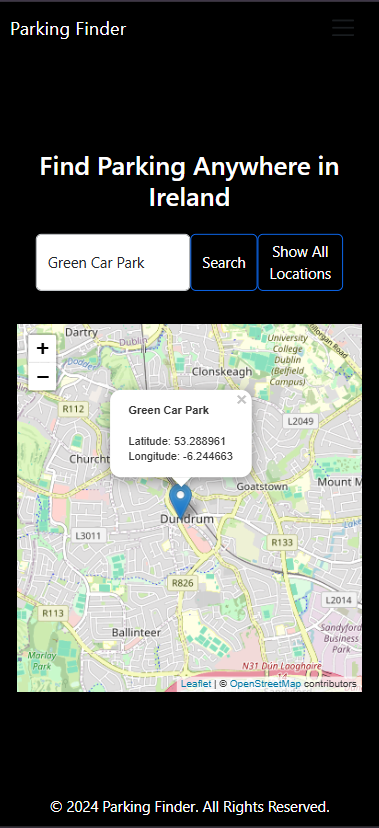 Parking Finder
Find Parking Anywhere in
Ireland
Green Car Park
Search
Show All
Locations
+
−
Dartry
Dublin
University
College
Dublin
(Belfield
Campus)
Clonskeagh
R112
L2049
Green Car Park
×
Latitude: 53.288961
Longitude: -6.244663
Churcht
Goatstown
Mount M
Dundrum
L3011
R133
R826
L2014
R113
Ballinteer
Sandyford
Business
Park
Marlay
Park
N31 Dún Laoghaire
Leaflet | © OpenStreetMap contributors
© 2024 Parking Finder. All Rights Reserved.